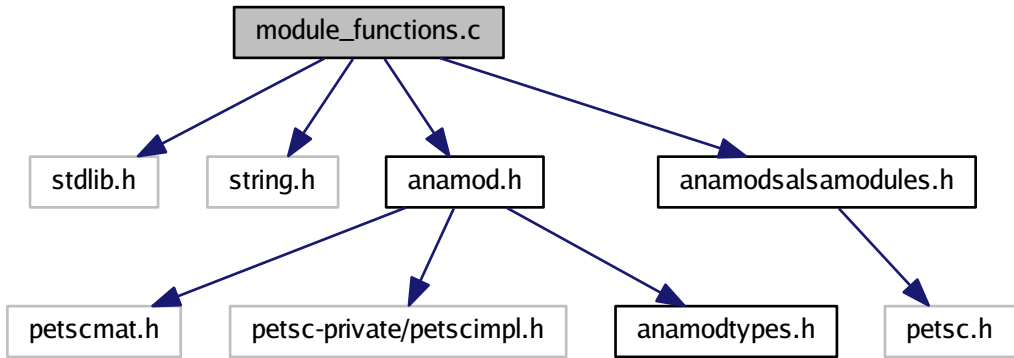 module_functions.c
stdlib.h
string.h
anamod.h
anamodsalsamodules.h
petscmat.h
petsc-private/petscimpl.h
anamodtypes.h
petsc.h